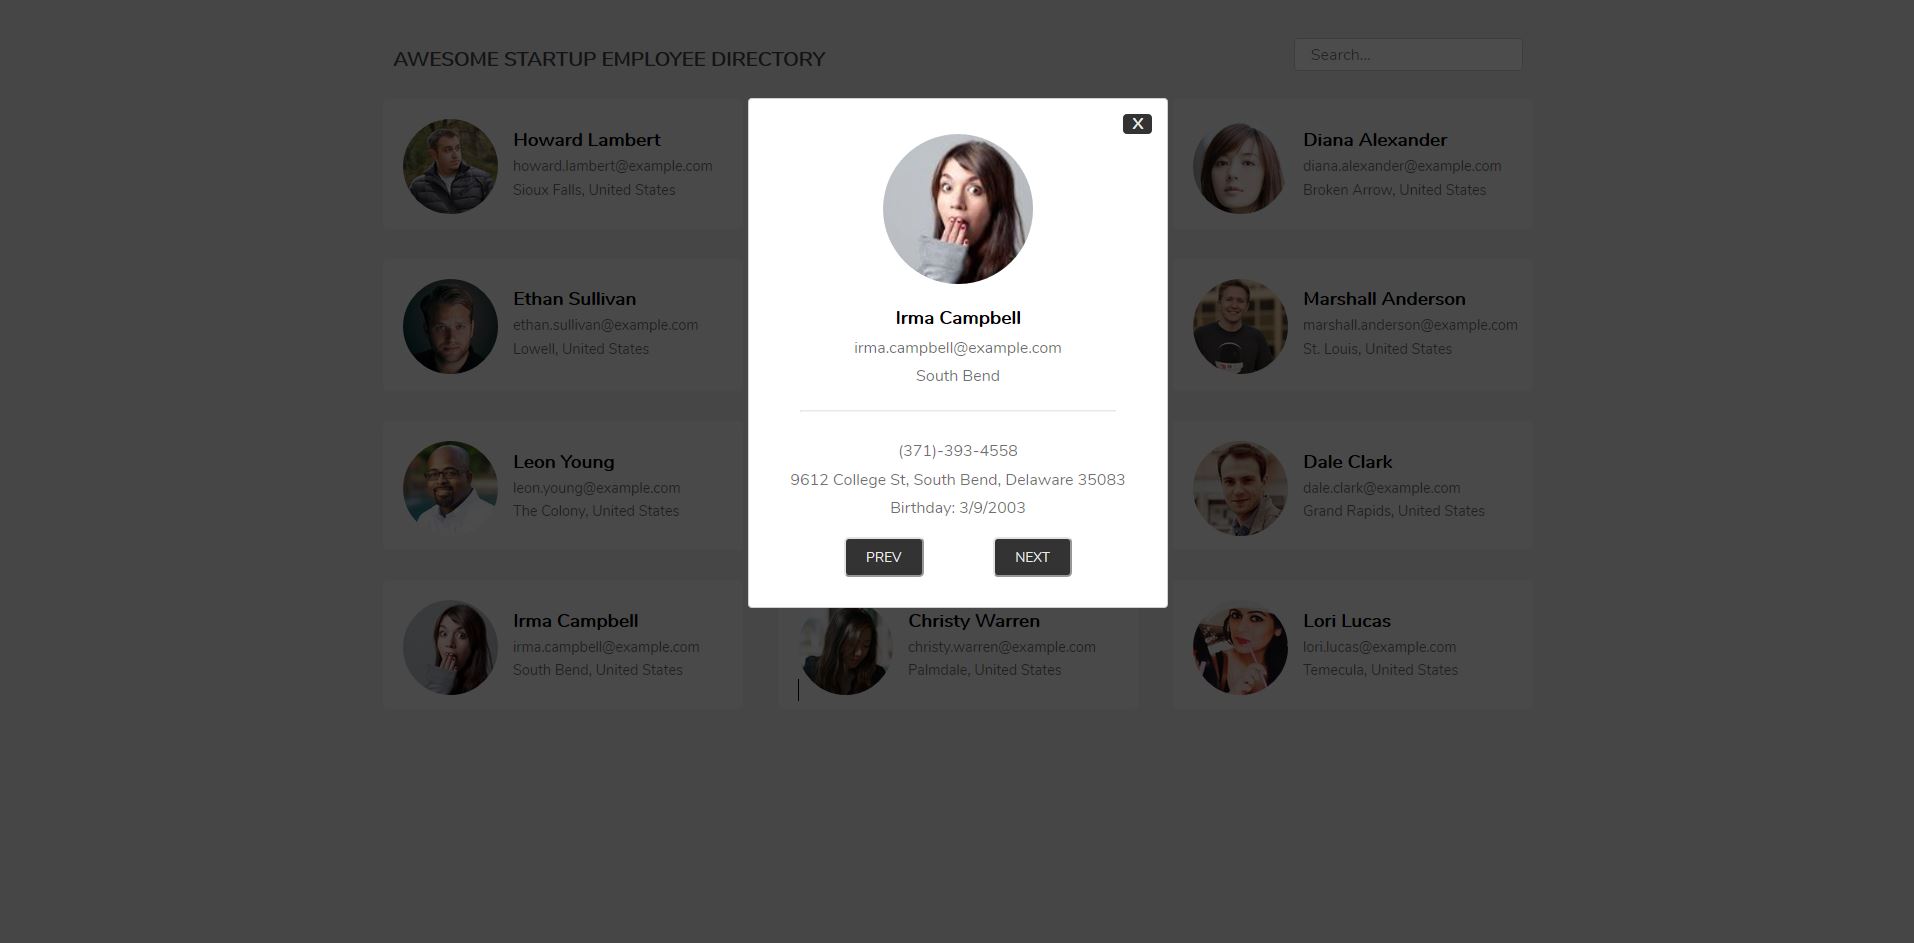 AWESOME STARTUP EMPLOYEE DIRECTORY
Search...
Howard Lambert
howard.lambert@example.com
Sioux Falls, United States
Diana Alexander
diana.alexander@example.com
Broken Arrow, United States
Ethan Sullivan
ethan.sullivan@example.com
Lowell, United States
Marshall Anderson
marshall.anderson@example.com
St. Louis, United States
Leon Young
leon.young@example.com
The Colony, United States
Dale Clark
dale.clark@example.com
Grand Rapids, United States
Irma Campbell
irma.campbell@example.com
South Bend, United States
Christy Warren
christy.warren@example.com
Palmdale, United States
Lori Lucas
lori.lucas@example.com
Temecula, United States
X
Irma Campbell
irma.campbell@example.com
South Bend
(371)-393-4558
9612 College St, South Bend, Delaware 35083
Birthday: 3/9/2003
PREV
NEXT